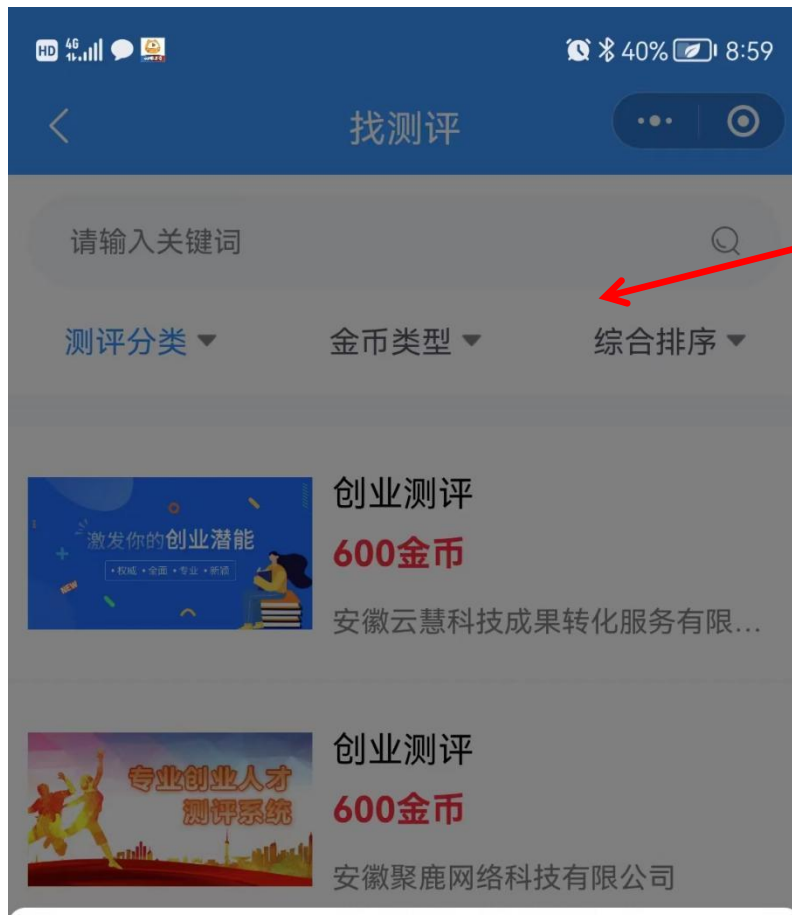 HD 4G 40% 8:59
找测评
请输入关键词
测评分类 金币类型 综合排序
激发你的创业潜能
•权威 •全面 •专业 •新颖
NEW
创业测评
600金币
安徽云慧科技成果转化服务有限...
专业创业人才
测评系统
创业测评
600金币
安徽聚鹿网络科技有限公司